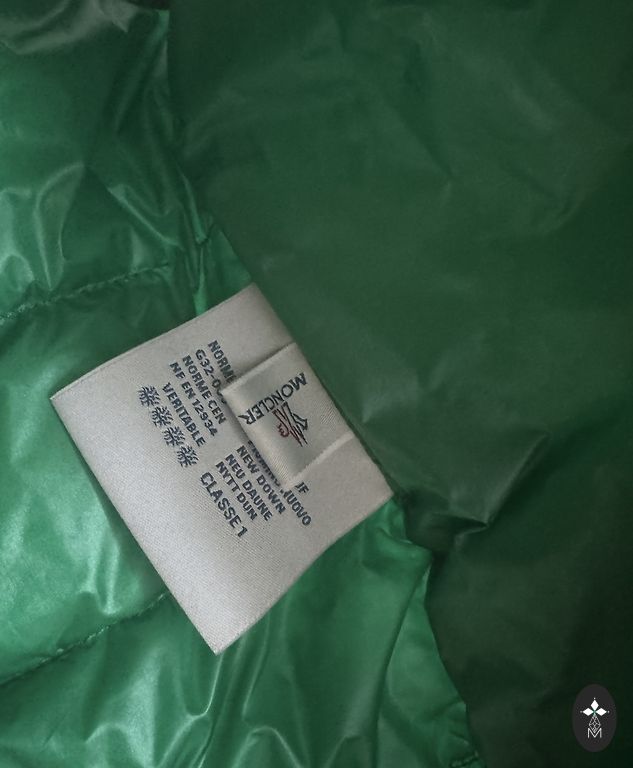 NORME
G32-0
NORME CEN
NF EN 12934
VERITABLE
NEW DOWN
NEU DAUNE
NYTT DUN
CLASSE 1
MONCLER
M